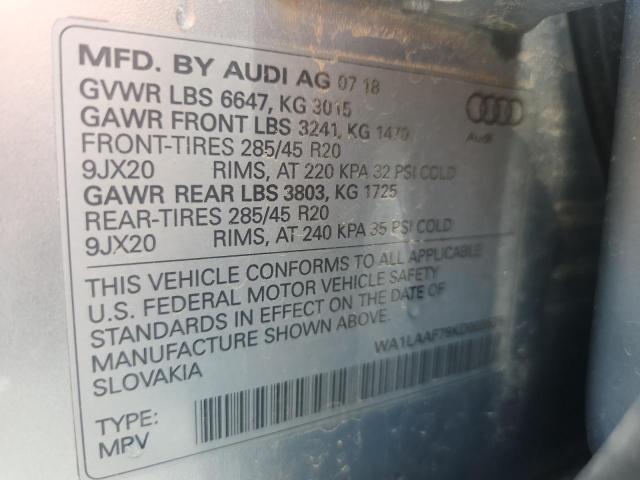 MFD. BY AUDI AG 07 18
GVWR LBS 6647, KG 3015
GAWR FRONT LBS 3241, KG 1470
FRONT-TIRES 285/45 R20
9JX20 RIMS, AT 220 KPA 32 PSI COLD
GAWR REAR LBS 3803, KG 1725
REAR-TIRES 285/45 R20
9JX20 RIMS, AT 240 KPA 35 PSI COLD
Audi
THIS VEHICLE CONFORMS TO ALL APPLICABLE
U.S. FEDERAL MOTOR VEHICLE SAFETY
STANDARDS IN EFFECT ON THE DATE OF
MANUFACTURE SHOWN ABOVE.
SLOVAKIA
TYPE:
MPV